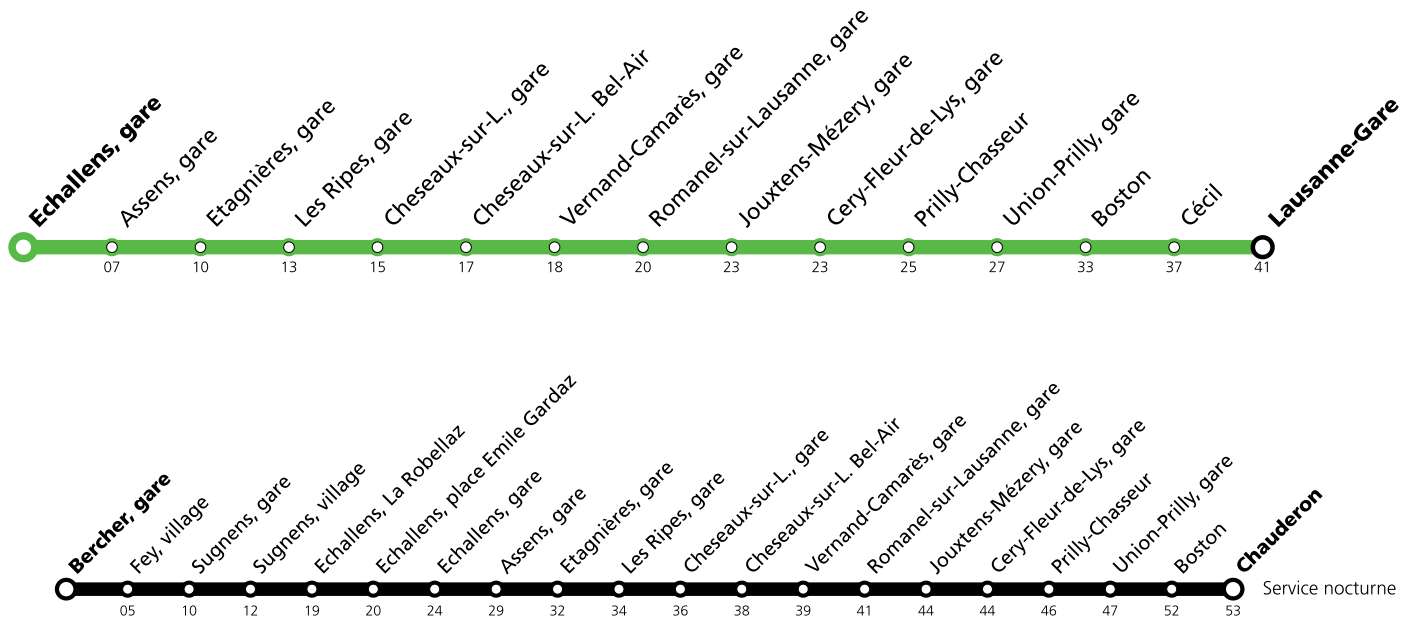 Echallens, gare
Assens, gare
Etagnières, gare
Les Ripes, gare
Cheseaux-sur-L., gare
Cheseaux-sur-L. Bel-Air
Vernand-Camarès, gare
Romanel-sur-Lausanne, gare
Jouxtens-Mézery, gare
Cery-Fleur-de-Lys, gare
Prilly-Chasseur
Union-Prilly, gare
Boston
Cécil
Lausanne-Gare
07 10 13 15 17 18 20 23 23 25 27 33 37 41
Bercher, gare
Fey, village
Sugnens, gare
Sugnens, village
Echallens, La Robellaz
Echallens, place Emile Gardaz
Echallens, gare
Assens, gare
Etagnières, gare
Les Ripes, gare
Cheseaux-sur-L., gare
Cheseaux-sur-L. Bel-Air
Vernand-Camarès, gare
Romanel-sur-Lausanne, gare
Jouxtens-Mézery, gare
Cery-Fleur-de-Lys, gare
Prilly-Chasseur
Union-Prilly, gare
Boston
Chauderon
Service nocturne
05 10 12 19 20 24 29 32 34 36 38 39 41 44 44 46 47 52 53